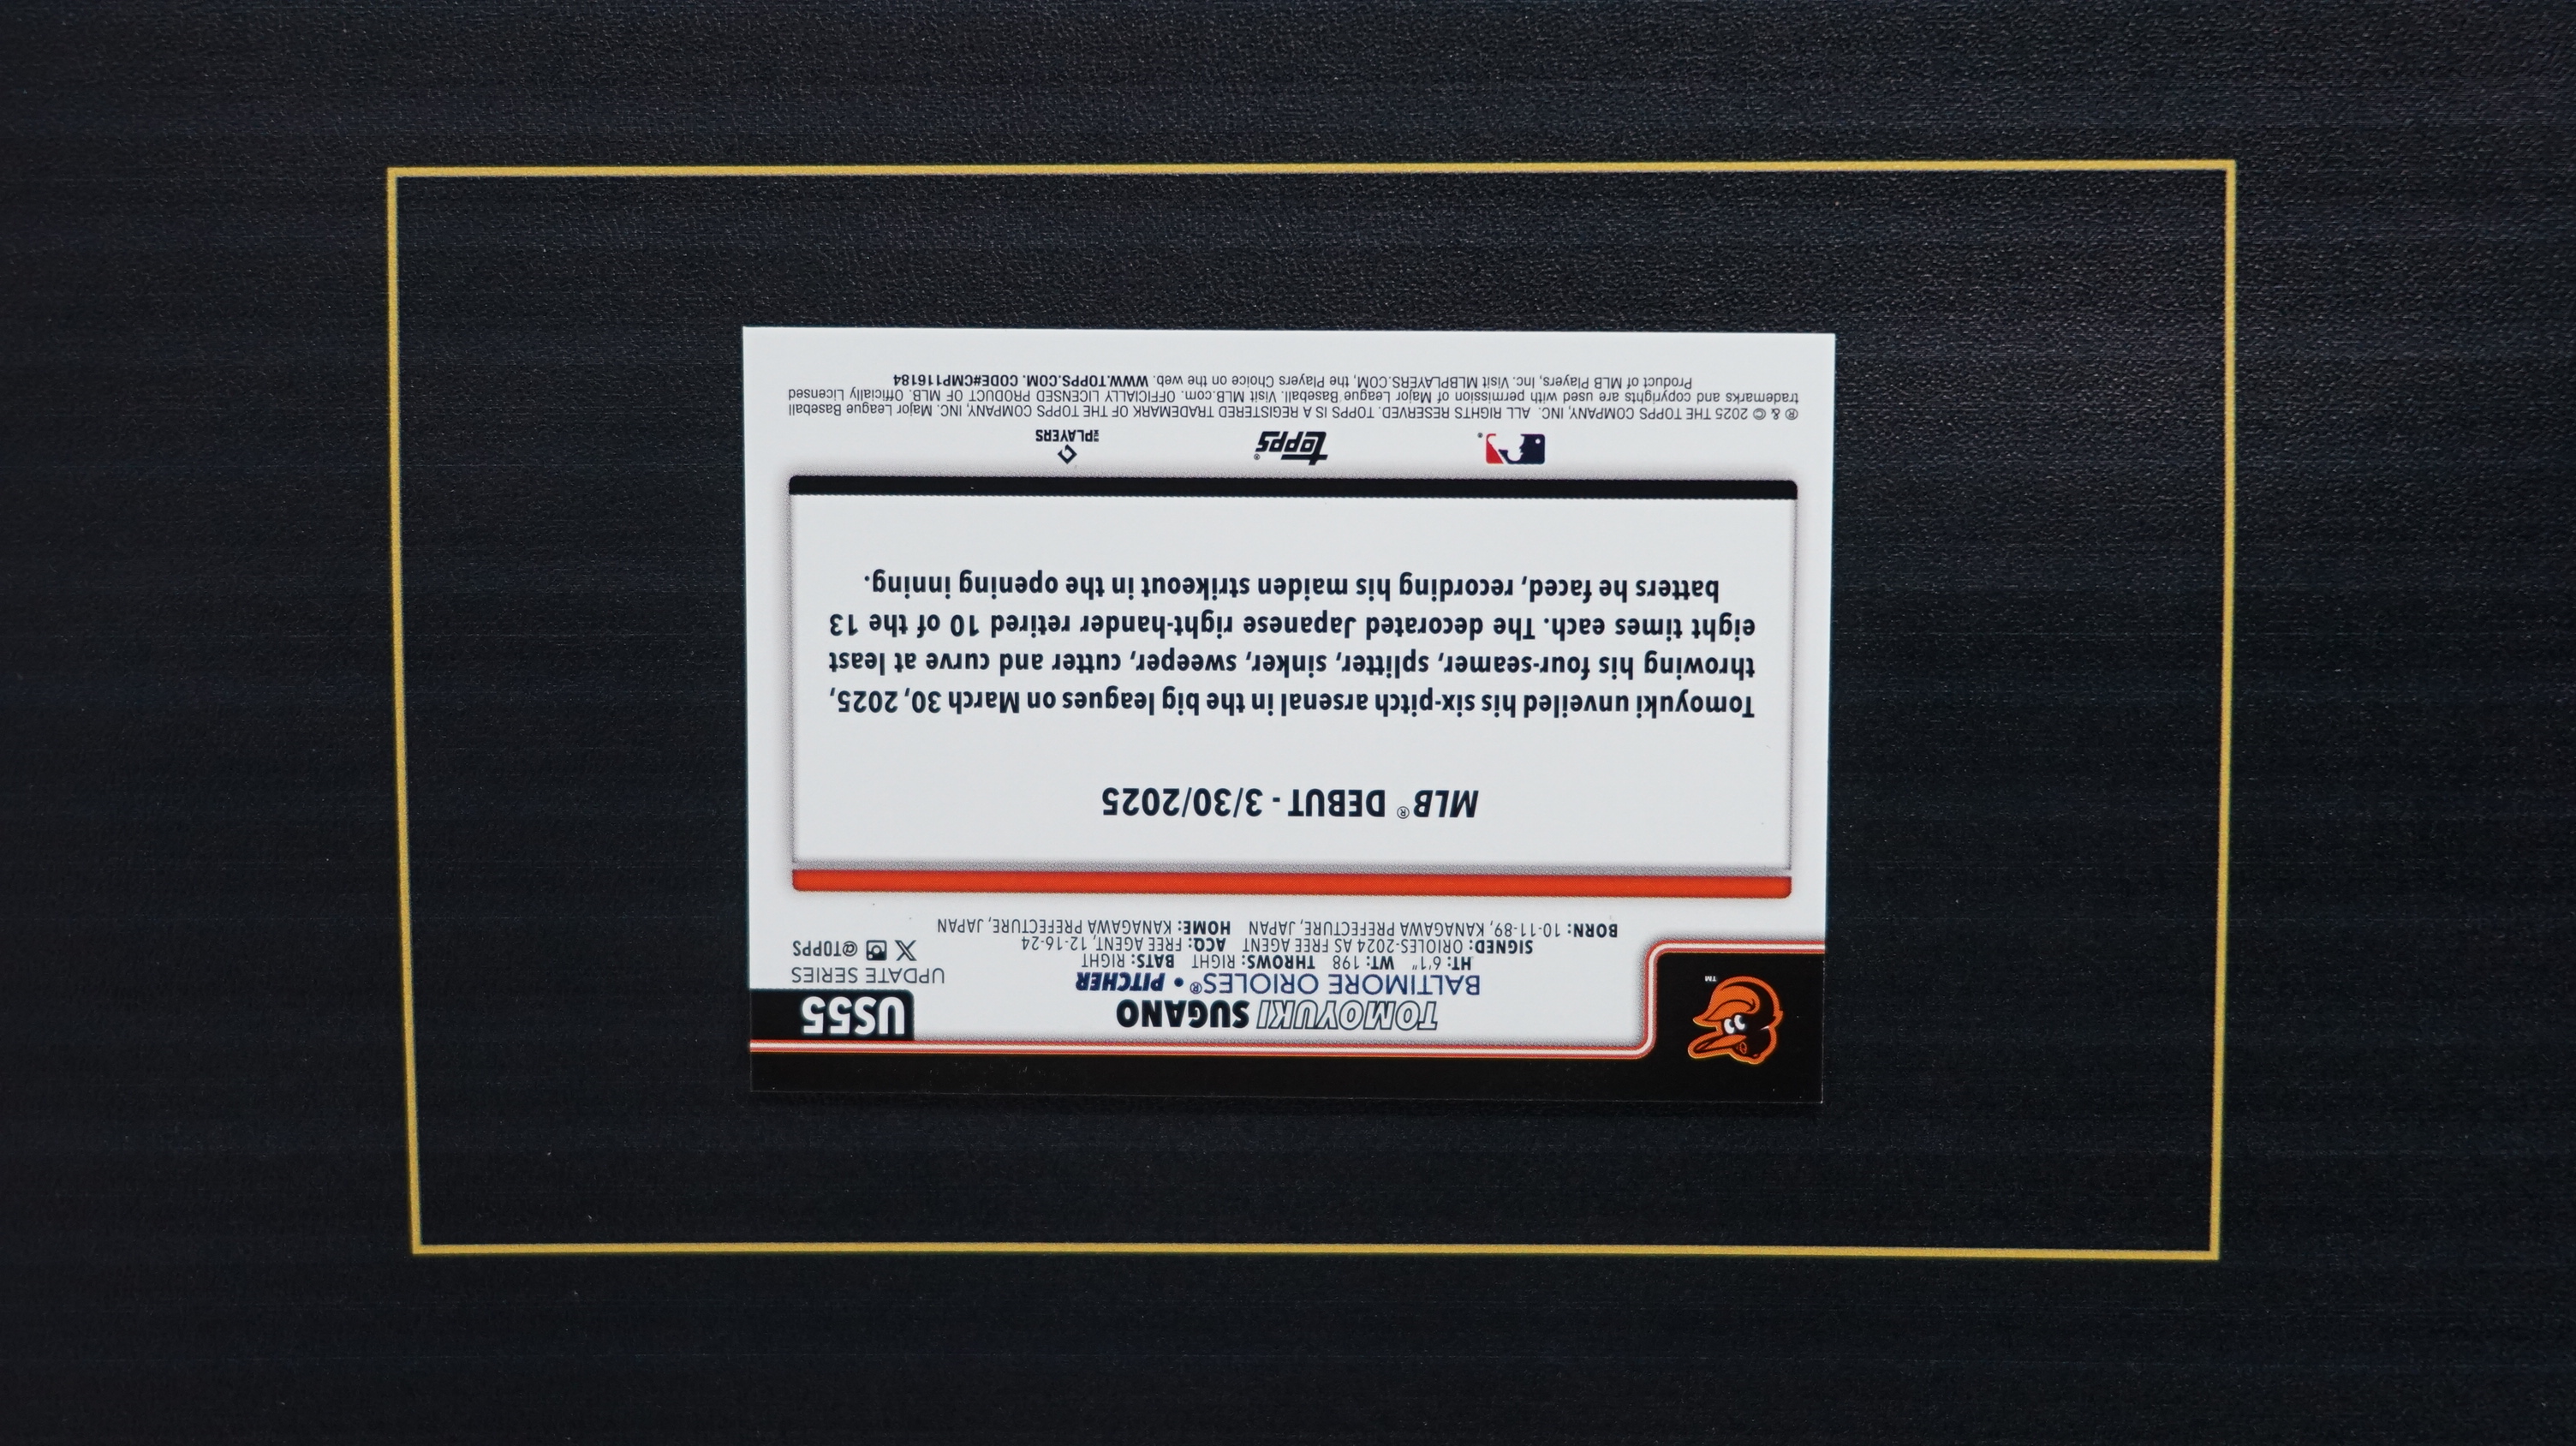 US55
TOMOYUKI SUGANO
BALTIMORE ORIOLES® • PITCHER
UPDATE SERIES
HT: 6'1" WT: 198 THROWS: RIGHT BATS: RIGHT
SIGNED: ORIOLES-2024 AS FREE AGENT ACQ: FREE AGENT, 12-16-24
@TOPPS
BORN: 10-11-89, KANAGAWA PREFECTURE, JAPAN HOME: KANAGAWA PREFECTURE, JAPAN
TM
MLB® DEBUT - 3/30/2025
Tomoyuki unveiled his six-pitch arsenal in the big leagues on March 30, 2025,
throwing his four-seamer, splitter, sinker, sweeper, cutter and curve at least
eight times each. The decorated Japanese right-hander retired 10 of the 13
batters he faced, recording his maiden strikeout in the opening inning.
topps®
MLB PLAYERS
® & © 2025 THE TOPPS COMPANY, INC. ALL RIGHTS RESERVED. TOPPS IS A REGISTERED TRADEMARK OF THE TOPPS COMPANY, INC. Major League Baseball
trademarks and copyrights are used with permission of Major League Baseball. Visit MLB.com. OFFICIALLY LICENSED PRODUCT OF MLB. Officially Licensed
Product of MLB Players, Inc. Visit MLBPLAYERS.COM, the Players Choice on the web. WWW.TOPPS.COM. CODE#CMP116184